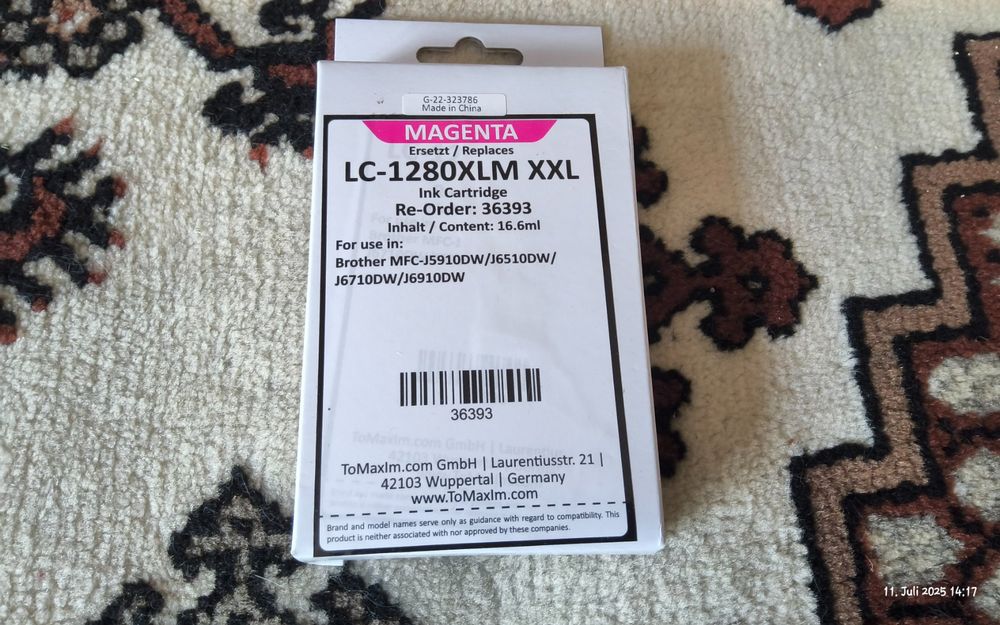 G-22-323786
Made in China
MAGENTA
Ersetzt / Replaces
LC-1280XLM XXL
Ink Cartridge
Re-Order: 36393
Inhalt / Content: 16.6ml
For use in:
Brother MFC-J5910DW/J6510DW/
J6710DW/J6910DW
36393
ToMaxIm.com GmbH | Laurentiusstr. 21 |
42103 Wuppertal | Germany
www.ToMaxIm.com
Brand and model names serve only as guidance with regard to compatibility. This
product is neither associated with nor approved by these companies.
11. Juli 2025 14:17